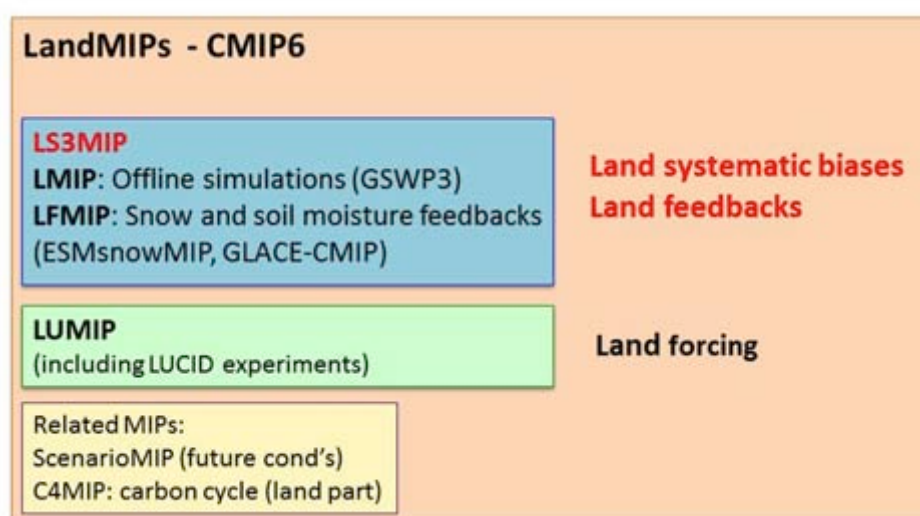 LandMIPs - CMIP6
LS3MIP
LMIP: Offline simulations (GSWP3)
LFMIP: Snow and soil moisture feedbacks
(ESMsnowMIP, GLACE-CMIP)
Land systematic biases
Land feedbacks
LUMIP
(including LUCID experiments)
Land forcing
Related MIPs:
ScenarioMIP (future cond's)
C4MIP: carbon cycle (land part)